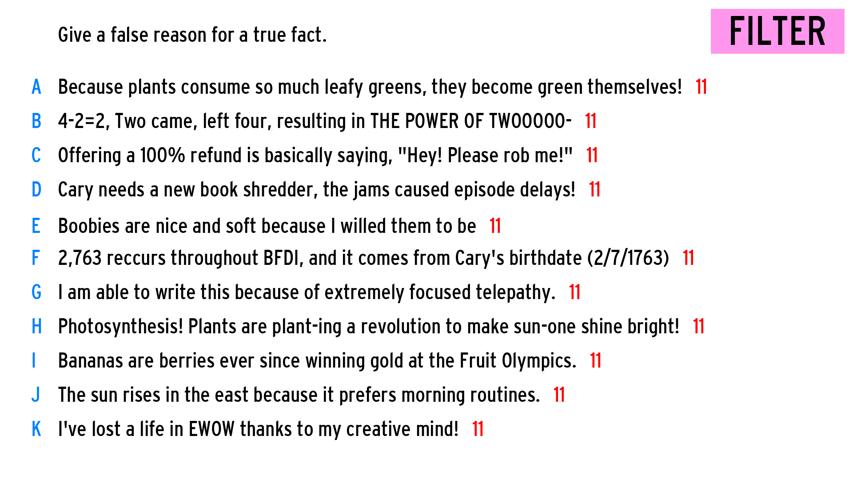 Give a false reason for a true fact.
FILTER
A Because plants consume so much leafy greens, they become green themselves! 11
B 4-2=2, Two came, left four, resulting in THE POWER OF TWOOOOO- 11
C Offering a 100% refund is basically saying, "Hey! Please rob me!" 11
D Cary needs a new book shredder, the jams caused episode delays! 11
E Boobies are nice and soft because I willed them to be 11
F 2,763 reccurs throughout BFDI, and it comes from Cary's birthdate (2/7/1763) 11
G I am able to write this because of extremely focused telepathy. 11
H Photosynthesis! Plants are plant-ing a revolution to make sun-one shine bright! 11
I Bananas are berries ever since winning gold at the Fruit Olympics. 11
J The sun rises in the east because it prefers morning routines. 11
K I've lost a life in EWOW thanks to my creative mind! 11